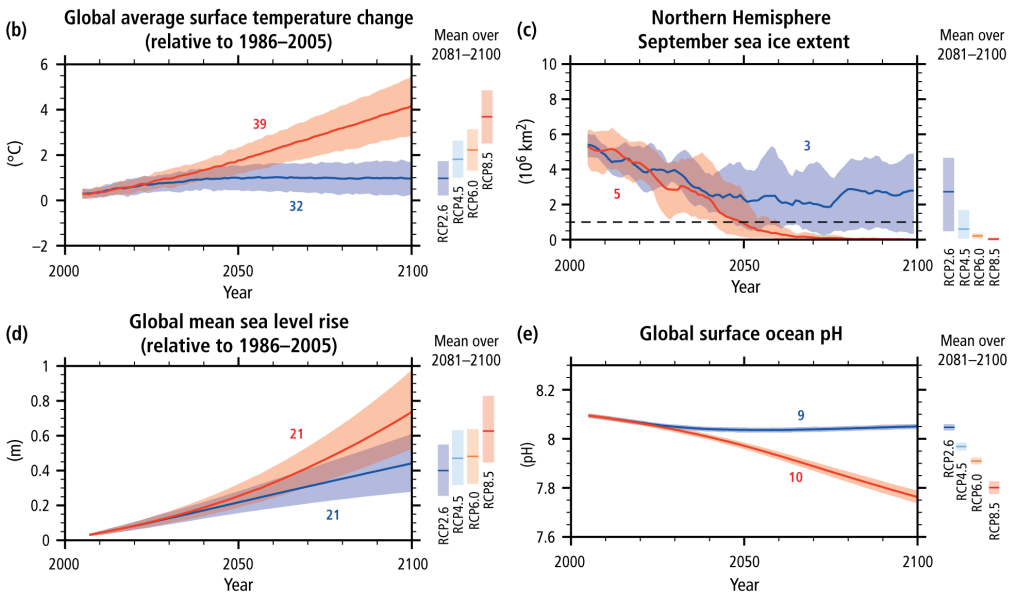 (b)
Global average surface temperature change
(relative to 1986–2005)
Mean over
2081–2100
6
4
2
0
−2
(°C)
39
32
2000
2050
2100
Year
RCP2.6
RCP4.5
RCP6.0
RCP8.5
(c)
Northern Hemisphere
September sea ice extent
Mean over
2081–2100
10
8
6
4
2
0
(10⁶ km²)
3
5
2000
2050
2100
Year
RCP2.6
RCP4.5
RCP6.0
RCP8.5
(d)
Global mean sea level rise
(relative to 1986–2005)
Mean over
2081–2100
1
0.8
0.6
0.4
0.2
0
(m)
21
21
2000
2050
2100
Year
RCP2.6
RCP4.5
RCP6.0
RCP8.5
(e)
Global surface ocean pH
Mean over
2081–2100
8.2
8
7.8
7.6
(pH)
9
10
2000
2050
2100
Year
RCP2.6
RCP4.5
RCP6.0
RCP8.5